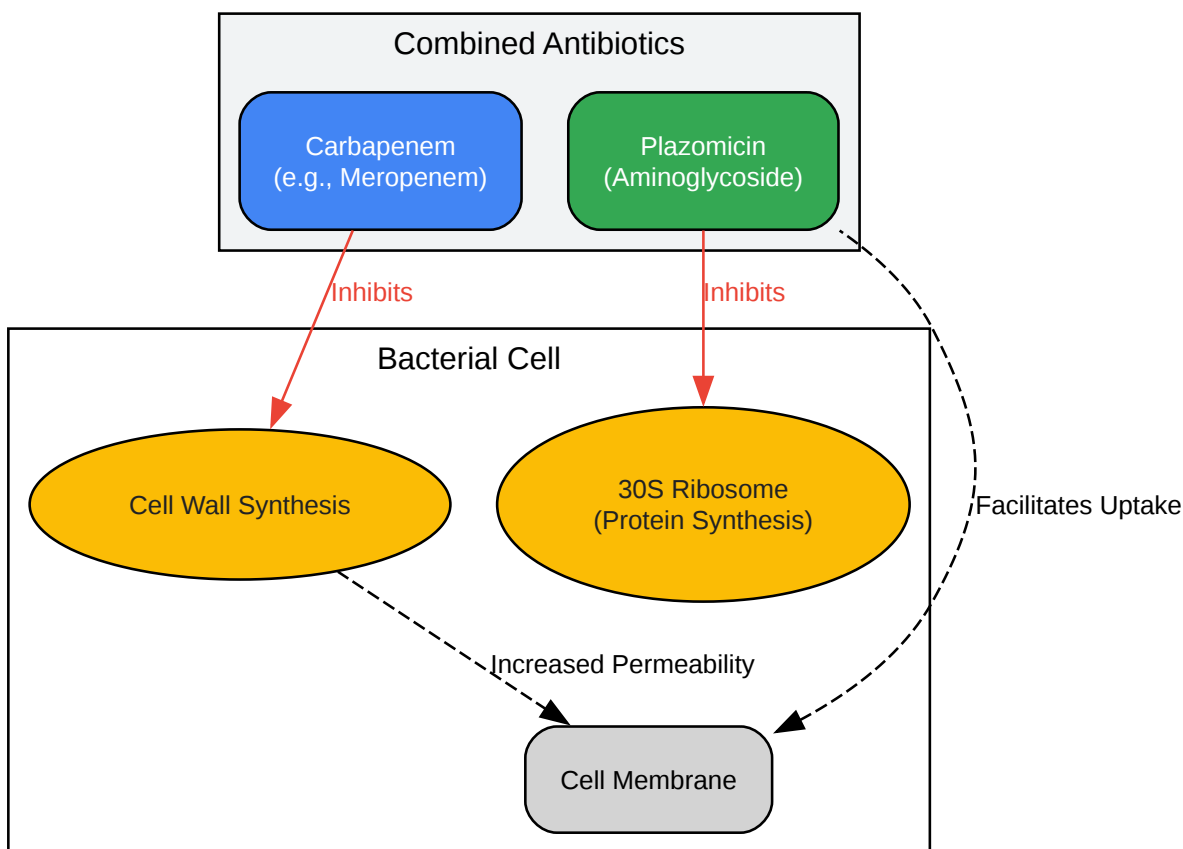 Combined Antibiotics
Carbapenem
(e.g., Meropenem)
Plazomicin
(Aminoglycoside)
Inhibits
Inhibits
Bacterial Cell
Cell Wall Synthesis
30S Ribosome
(Protein Synthesis)
Facilitates Uptake
Increased Permeability
Cell Membrane